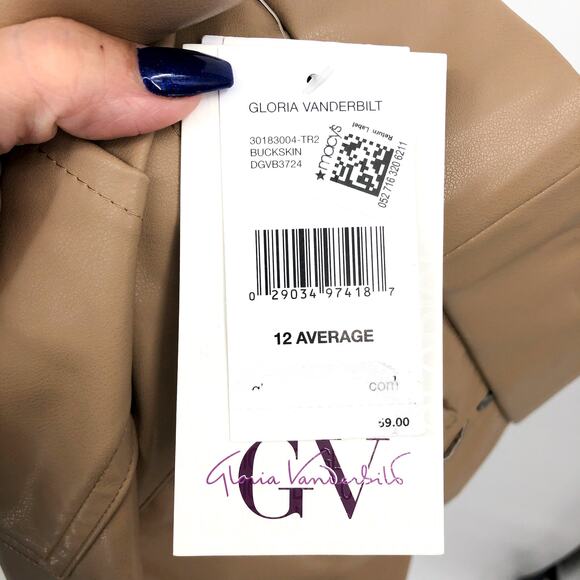 GLORIA VANDERBILT
30183004-TR2
BUCKSKIN
DGVB3724
★macy's
Return Label
052 716 320 6211
0 29034 97418 7
12 AVERAGE
com
59.00
GV
Gloria Vanderbilt